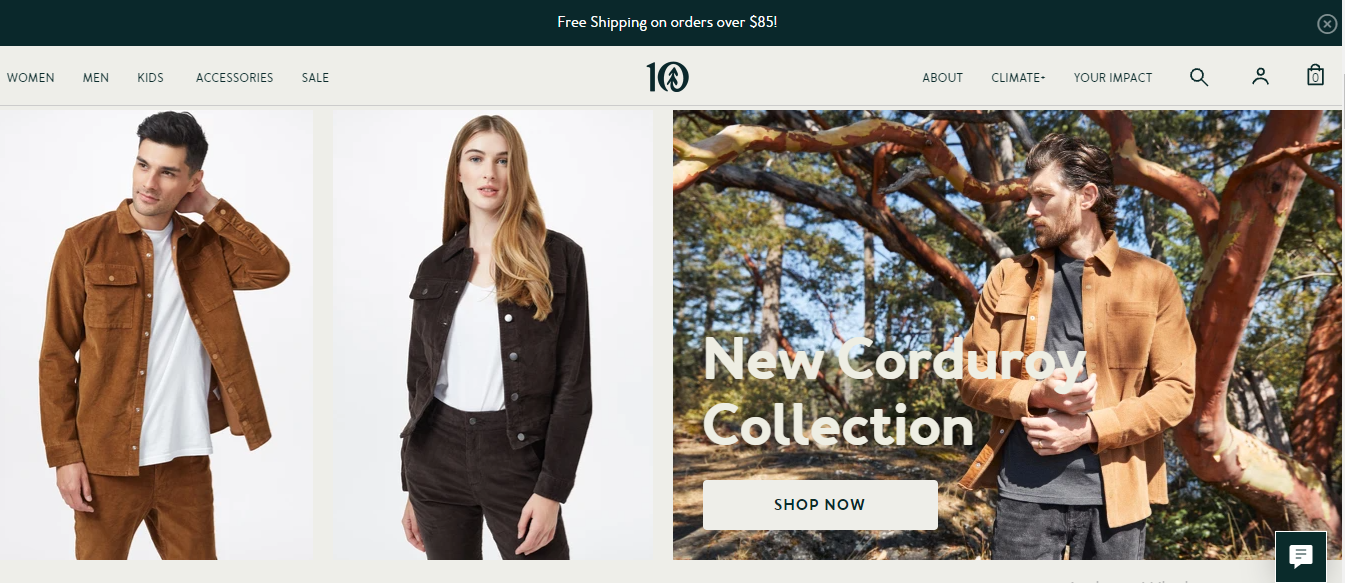 Free Shipping on orders over $85!
WOMEN MEN KIDS ACCESSORIES SALE 10 ABOUT CLIMATE+ YOUR IMPACT 0
New Corduroy
Collection
SHOP NOW